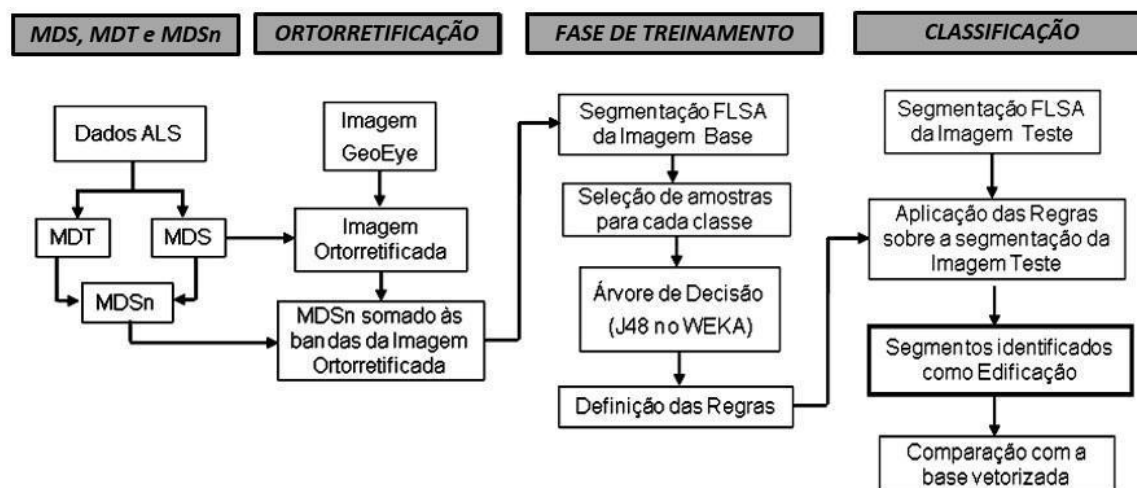 MDS, MDT e MDSn
ORTORRETIFICAÇÃO
FASE DE TREINAMENTO
CLASSIFICAÇÃO
Dados ALS
MDT
MDS
MDSn
Imagem
GeoEye
Imagem
Ortorretificada
MDSn somado às
bandas da Imagem
Ortorretificada
Segmentação FLSA
da Imagem Base
Seleção de amostras
para cada classe
Árvore de Decisão
(J48 no WEKA)
Definição das Regras
Segmentação FLSA
da Imagem Teste
Aplicação das Regras
sobre a segmentação da
Imagem Teste
Segmentos identificados
como Edificação
Comparação com a
base vetorizada